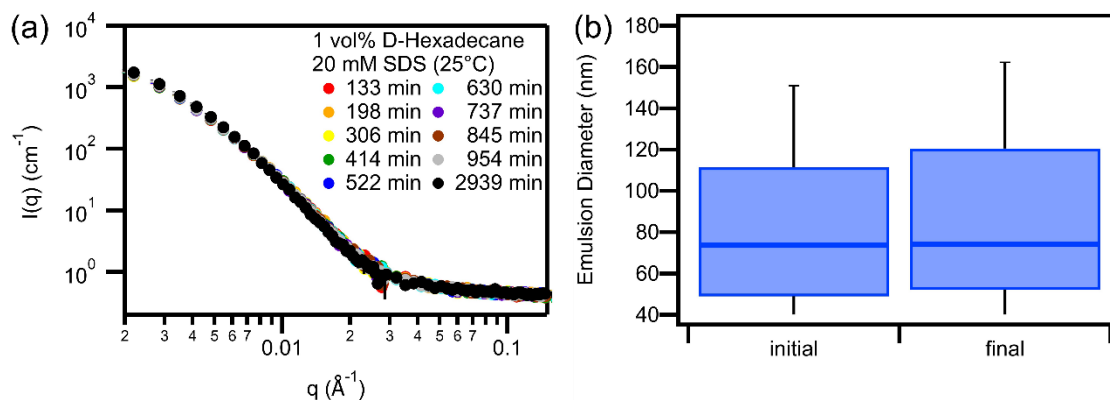 (a)
1 vol% D-Hexadecane
20 mM SDS (25°C)
133 min 630 min
198 min 737 min
306 min 845 min
414 min 954 min
522 min 2939 min
10⁴
10³
10²
10¹
10⁰
I(q) (cm⁻¹)
2 3 4 5 6 7 0.01 2 3 4 5 6 7 0.1
q (Å⁻¹)
(b)
Emulsion Diameter (nm)
180
160
140
120
100
80
60
40
initial final